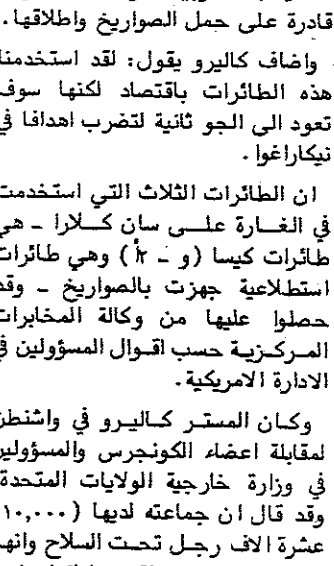 قادرة على حمل الصواريخ واطلاقها.
واضاف كاليرو يقول: لقد استخدمنا
هذه الطائرات باقتصاد لكنها سوف
تعود الى الجو ثانية لتضرب اهدافا في
نيكاراغوا.
ان الطائرات الثلاث التي استخدمت
في الغارة على سان كلارا - هي
طائرات كيسا (و - ٢أ) وهي طائرات
استطلاعية جهزت بالصواريخ - وقد
حصلوا عليها من وكالة المخابرات
المركزية حسب اقوال المسؤولين في
الادارة الامريكية.
وكان المستر كاليرو في واشنطن
لمقابلة اعضاء الكونجرس والمسؤولين
في وزارة خارجية الولايات المتحدة
وقد قال ان جماعته لديها (١٠,٠٠٠
عشرة الاف رجل تحت السلاح وانهم